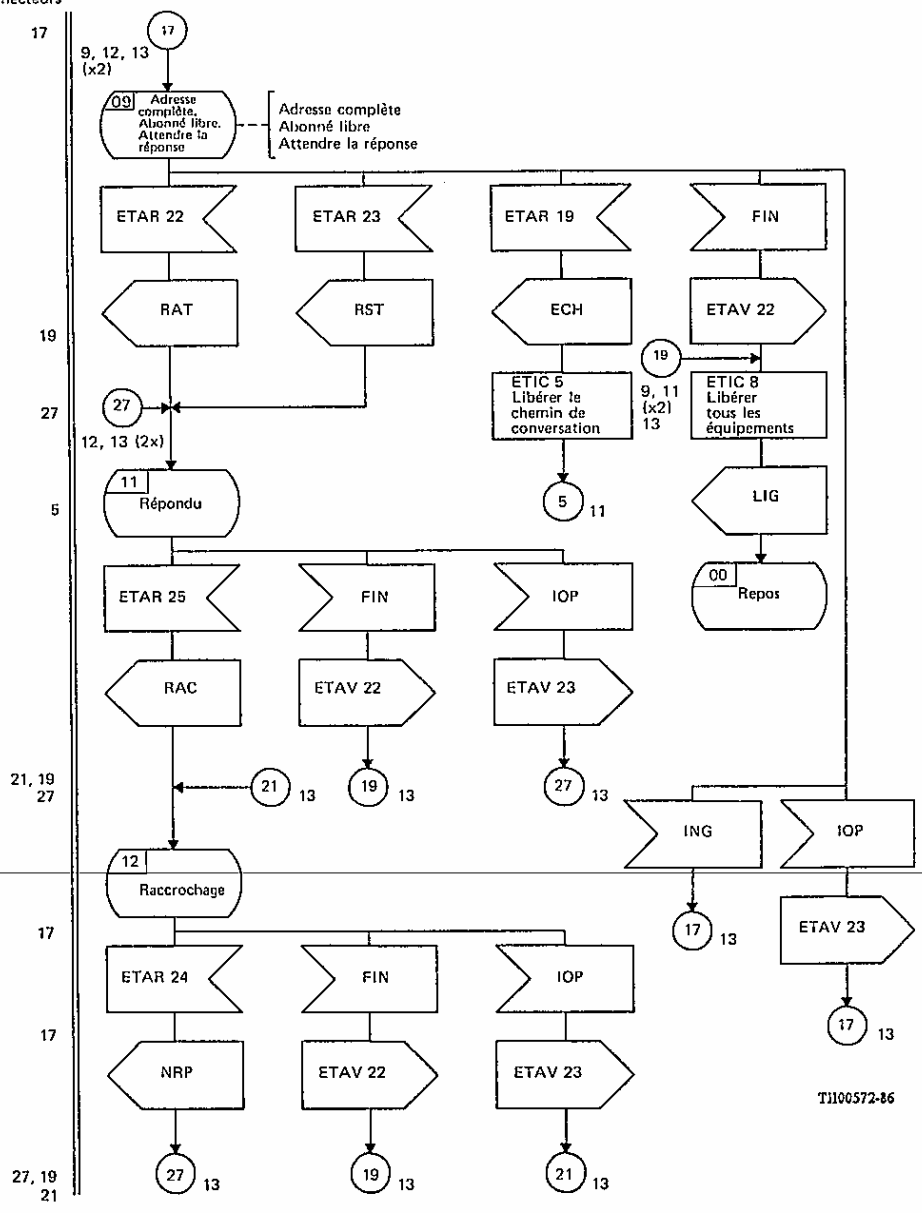 17
17
9, 12, 13
(x2)
09
Adresse
complète.
Abonné libre.
Attendre la
réponse
Adresse complète
Abonné libre
Attendre la réponse
ETAR 22
ETAR 23
ETAR 19
FIN
RAT
RST
ECH
ETAV 22
19
19
9, 11
(x2)
13
ETIC 5
Libérer le
chemin de
conversation
ETIC 8
Libérer
tous les
équipements
27
27
12, 13 (2x)
11
Répondu
5
5
11
LIG
00
Repos
ETAR 25
FIN
IOP
RAC
ETAV 22
ETAV 23
21, 19
27
21
13
19
13
27
13
ING
IOP
12
Raccrochage
17
17
13
ETAV 23
ETAR 24
FIN
IOP
17
17
13
NRP
ETAV 22
ETAV 23
T1100572-86
27, 19
21
27
13
19
13
21
13